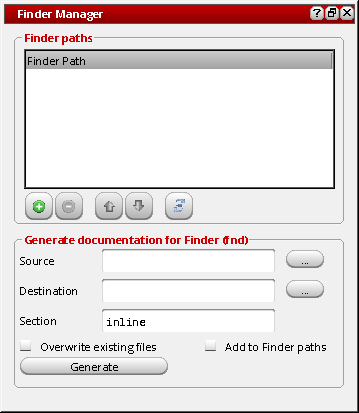 Finder Manager
Finder paths
Finder Path
Generate documentation for Finder (fnd)
Source
...
Destination
...
Section
inline
Overwrite existing files
Add to Finder paths
Generate